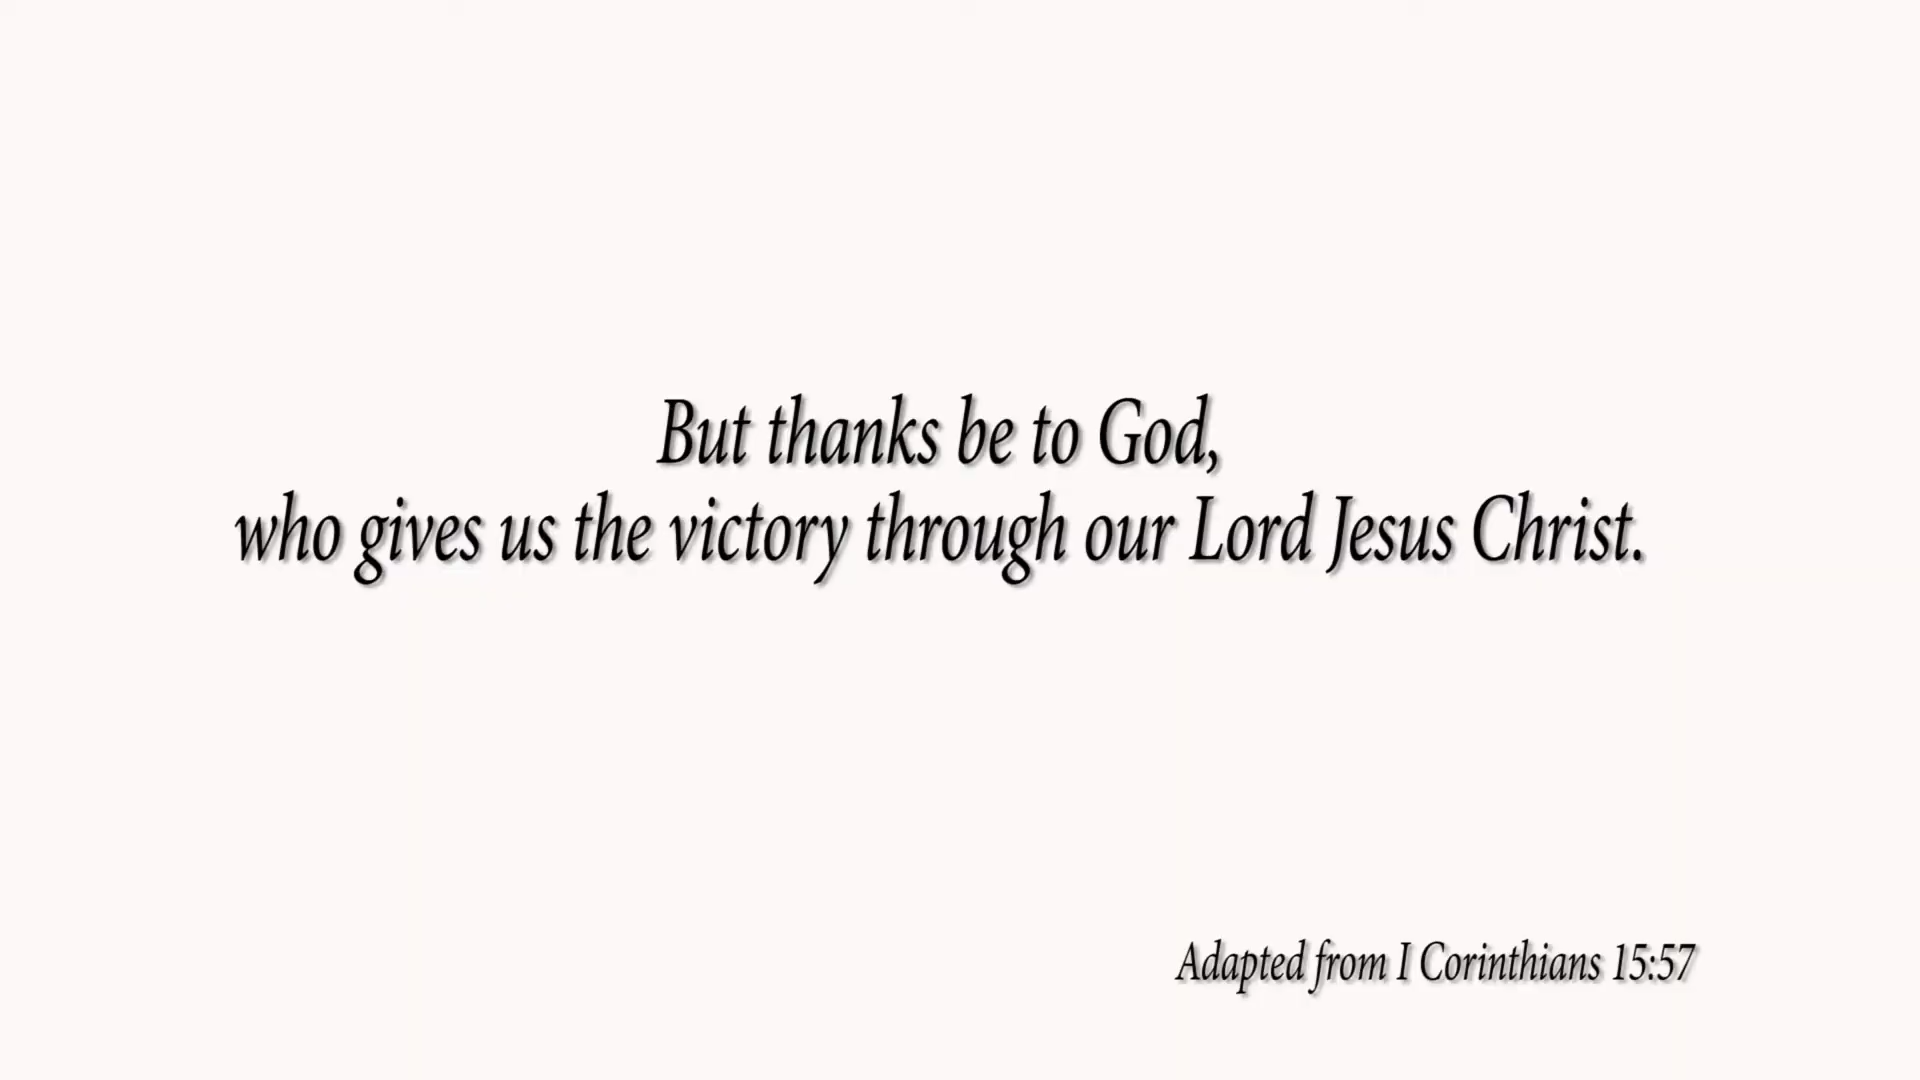 But thanks be to God,
who gives us the victory through our Lord Jesus Christ.
Adapted from I Corinthians 15:57